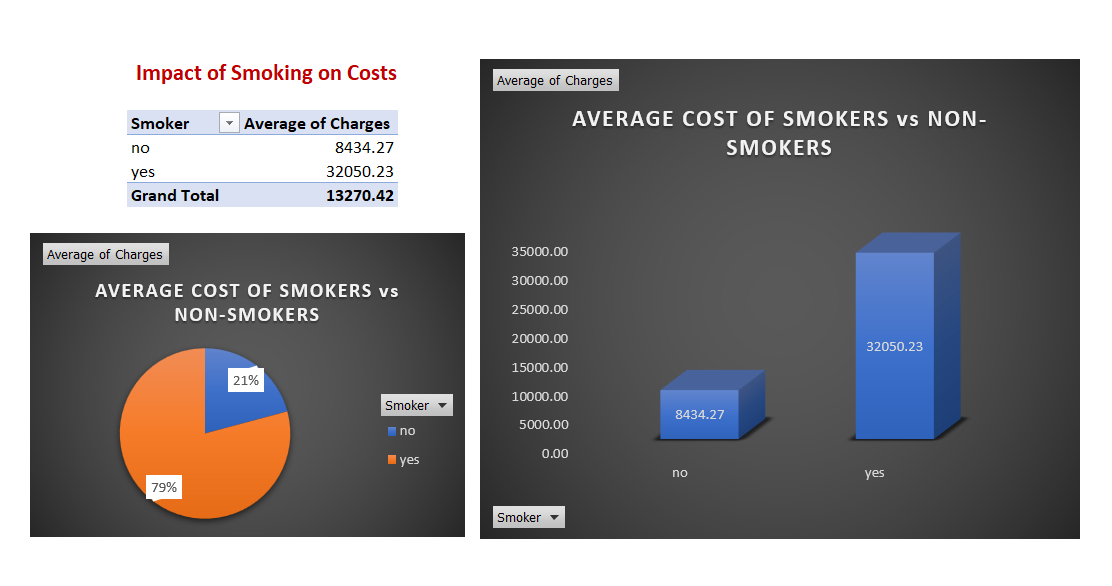 Impact of Smoking on Costs
Smoker Average of Charges
no 8434.27
yes 32050.23
Grand Total 13270.42
Average of Charges
AVERAGE COST OF SMOKERS vs
NON-SMOKERS
21%
79%
Smoker
no
yes
Average of Charges
AVERAGE COST OF SMOKERS vs NON-
SMOKERS
35000.00
30000.00
25000.00
20000.00
15000.00
10000.00
5000.00
0.00
8434.27
32050.23
no
yes
Smoker